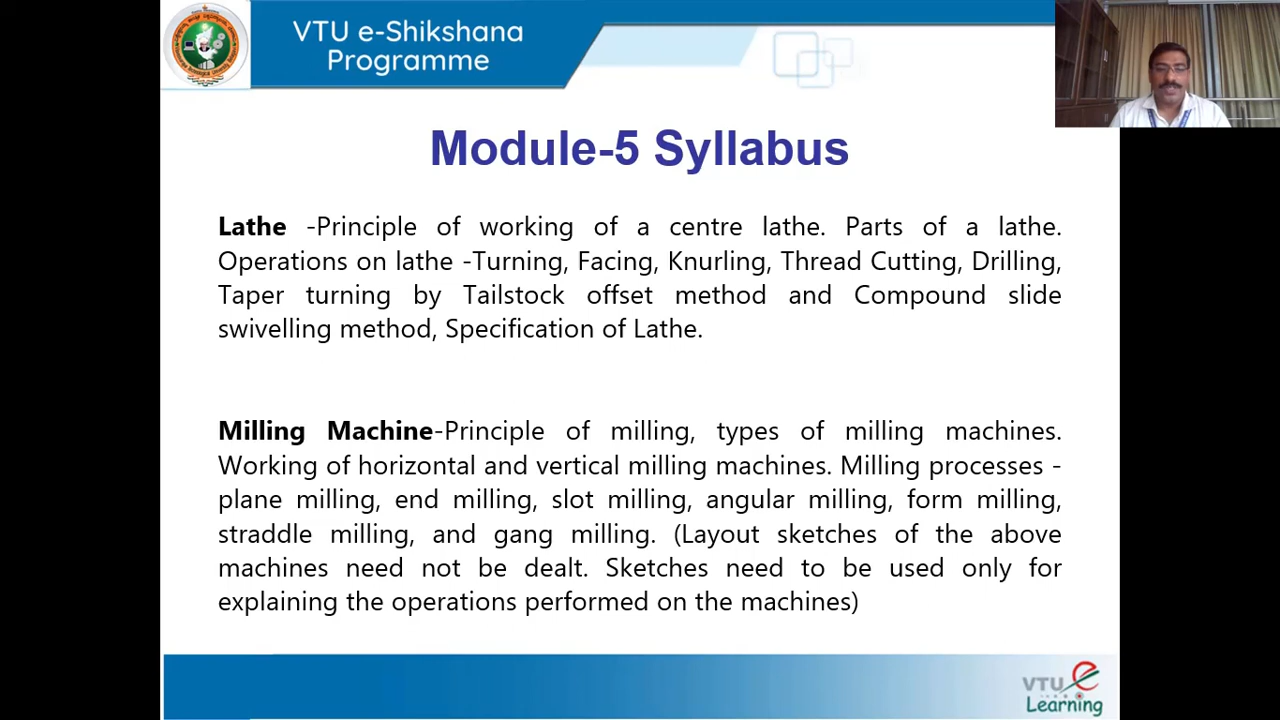 VTU e-Shikshana
Programme
Module-5 Syllabus
Lathe -Principle of working of a centre lathe. Parts of a lathe.
Operations on lathe -Turning, Facing, Knurling, Thread Cutting, Drilling,
Taper turning by Tailstock offset method and Compound slide
swivelling method, Specification of Lathe.
Milling Machine-Principle of milling, types of milling machines.
Working of horizontal and vertical milling machines. Milling processes -
plane milling, end milling, slot milling, angular milling, form milling,
straddle milling, and gang milling. (Layout sketches of the above
machines need not be dealt. Sketches need to be used only for
explaining the operations performed on the machines)
VTU e
Learning